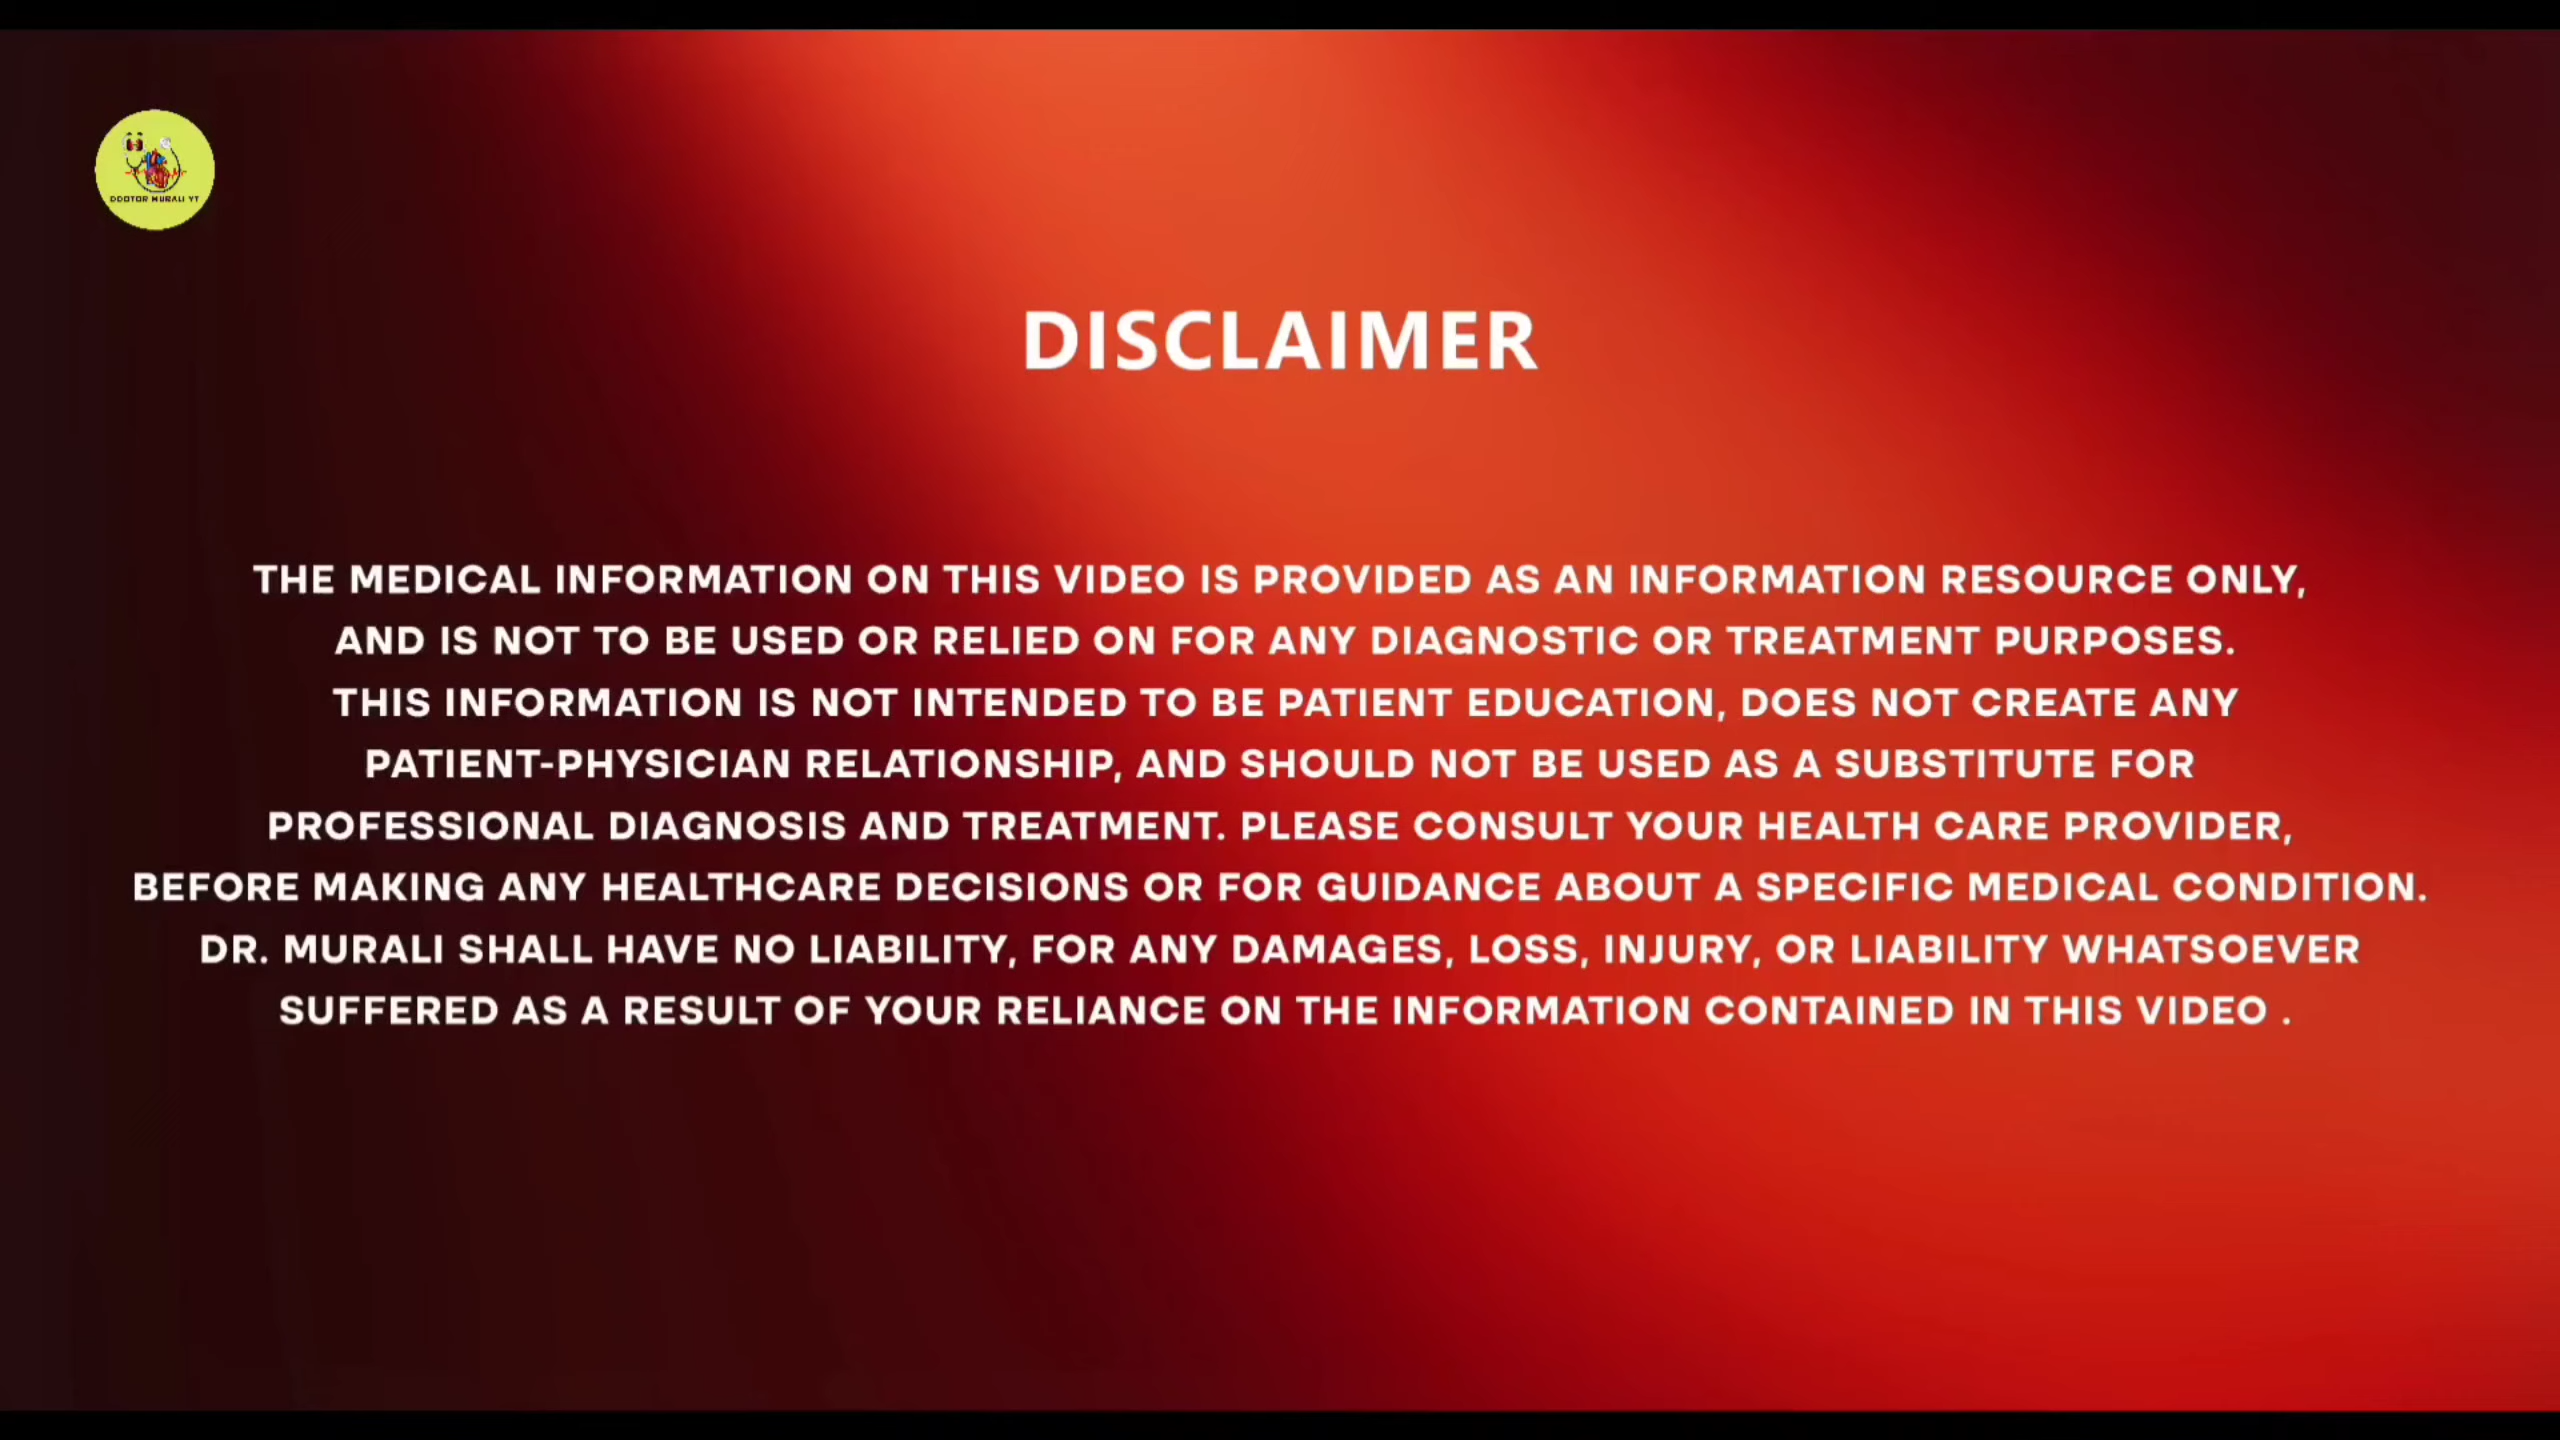 DOCTOR MURALI YT
DISCLAIMER
THE MEDICAL INFORMATION ON THIS VIDEO IS PROVIDED AS AN INFORMATION RESOURCE ONLY,
AND IS NOT TO BE USED OR RELIED ON FOR ANY DIAGNOSTIC OR TREATMENT PURPOSES.
THIS INFORMATION IS NOT INTENDED TO BE PATIENT EDUCATION, DOES NOT CREATE ANY
PATIENT-PHYSICIAN RELATIONSHIP, AND SHOULD NOT BE USED AS A SUBSTITUTE FOR
PROFESSIONAL DIAGNOSIS AND TREATMENT. PLEASE CONSULT YOUR HEALTH CARE PROVIDER,
BEFORE MAKING ANY HEALTHCARE DECISIONS OR FOR GUIDANCE ABOUT A SPECIFIC MEDICAL CONDITION.
DR. MURALI SHALL HAVE NO LIABILITY, FOR ANY DAMAGES, LOSS, INJURY, OR LIABILITY WHATSOEVER
SUFFERED AS A RESULT OF YOUR RELIANCE ON THE INFORMATION CONTAINED IN THIS VIDEO .